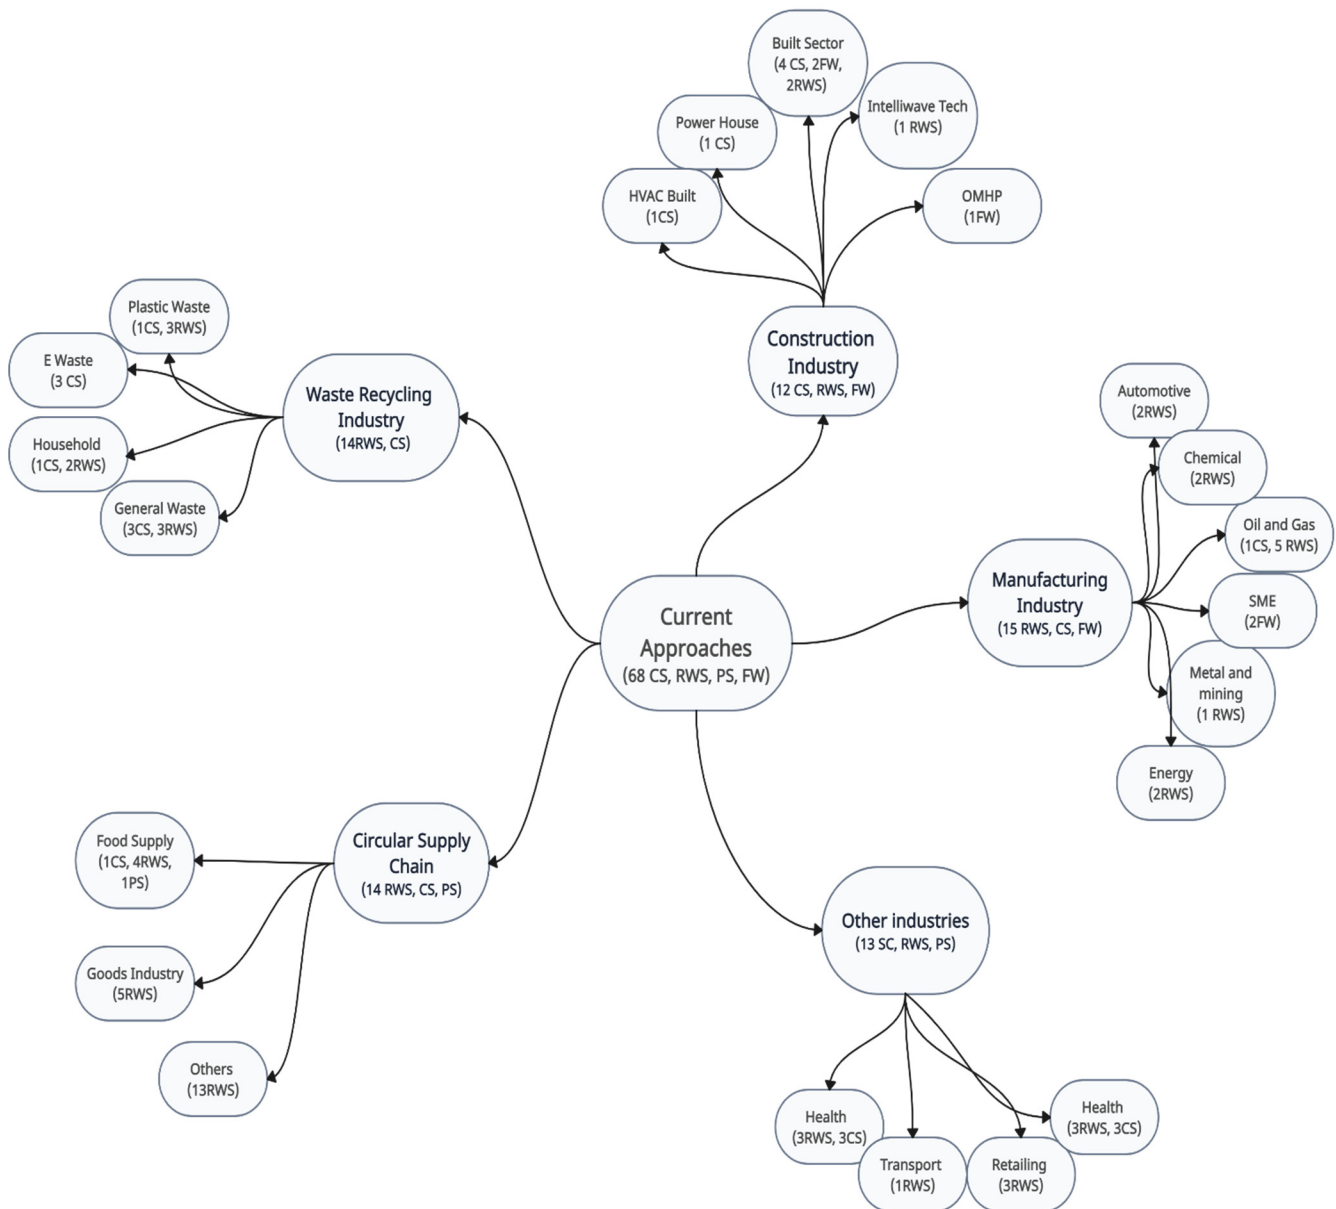 Built Sector
(4 CS, 2FW,
2RWS)
Intelliwave Tech
(1 RWS)
Power House
(1 CS)
HVAC Built
(1CS)
OMHP
(1FW)
Construction
Industry
(12 CS, RWS, FW)
Plastic Waste
(1CS, 3RWS)
E Waste
(3 CS)
Household
(1CS, 2RWS)
General Waste
(3CS, 3RWS)
Waste Recycling
Industry
(14RWS, CS)
Automotive
(2RWS)
Chemical
(2RWS)
Oil and Gas
(1CS, 5 RWS)
SME
(2FW)
Metal and
mining
(1 RWS)
Energy
(2RWS)
Manufacturing
Industry
(15 RWS, CS, FW)
Current
Approaches
(68 CS, RWS, PS, FW)
Circular Supply
Chain
(14 RWS, CS, PS)
Food Supply
(1CS, 4RWS,
1PS)
Goods Industry
(5RWS)
Others
(13RWS)
Other industries
(13 SC, RWS, PS)
Health
(3RWS, 3CS)
Transport
(1RWS)
Retailing
(3RWS)
Health
(3RWS, 3CS)